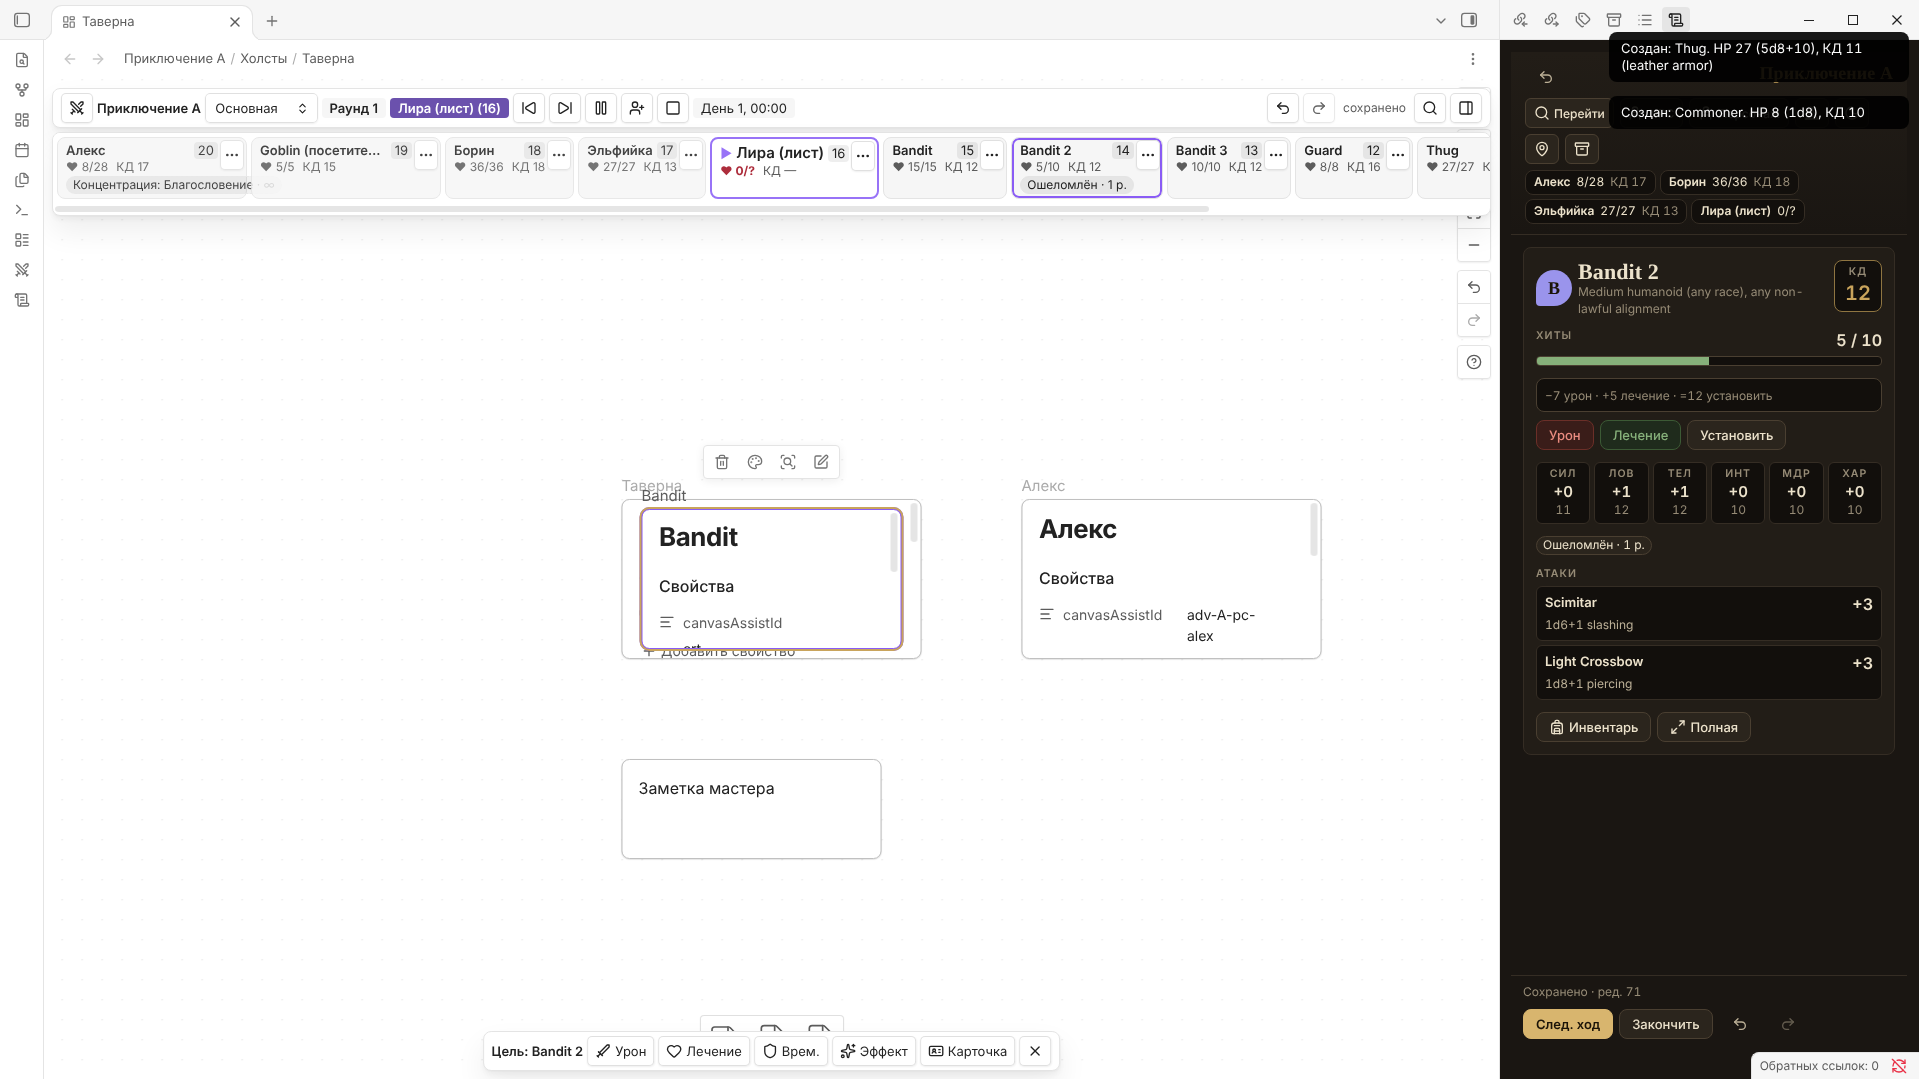 Таверна
Приключение A / Холсты / Таверна
Приключение A
Основная
Раунд 1
Лира (лист) (16)
День 1, 00:00
сохранено
Алекс 20
8/28 КД 17
Концентрация: Благословение · ∞
Goblin (посетите... 19
5/5 КД 15
Борин 18
36/36 КД 18
Эльфийка 17
27/27 КД 13
Лира (лист) 16
0/? КД —
Bandit 15
15/15 КД 12
Bandit 2 14
5/10 КД 12
Ошеломлён · 1 р.
Bandit 3 13
10/10 КД 12
Guard 12
8/8 КД 16
Thug
27/27 К
Таверна
Bandit
Bandit
Свойства
canvasAssistId
Добавить свойство
Алекс
Алекс
Свойства
canvasAssistId
adv-A-pc-
alex
Заметка мастера
Цель: Bandit 2
Урон
Лечение
Врем.
Эффект
Карточка
Создан: Thug. HP 27 (5d8+10), КД 11
(leather armor)
Приключение A
Перейти
Создан: Commoner. HP 8 (1d8), КД 10
Алекс 8/28 КД 17
Борин 36/36 КД 18
Эльфийка 27/27 КД 13
Лира (лист) 0/?
B
Bandit 2
Medium humanoid (any race), any non-
lawful alignment
КД
12
ХИТЫ
5 / 10
−7 урон · +5 лечение · =12 установить
Урон
Лечение
Установить
СИЛ ЛОВ ТЕЛ ИНТ МДР ХАР
+0 +1 +1 +0 +0 +0
11 12 12 10 10 10
Ошеломлён · 1 р.
АТАКИ
Scimitar +3
1d6+1 slashing
Light Crossbow +3
1d8+1 piercing
Инвентарь
Полная
Сохранено · ред. 71
След. ход
Закончить
Обратных ссылок: 0